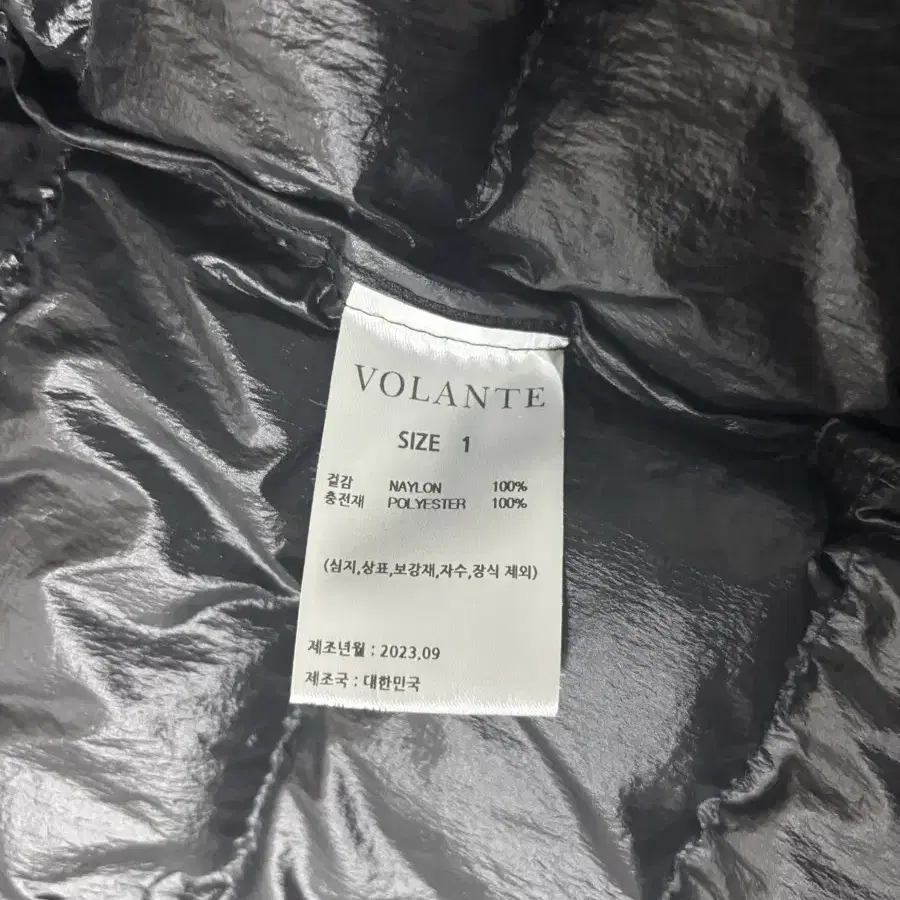 VOLANTE
SIZE 1
겉감 NAYLON 100%
충전재 POLYESTER 100%
(심지,상표,보강재,자수,장식 제외)
제조년월 : 2023.09
제조국 : 대한민국